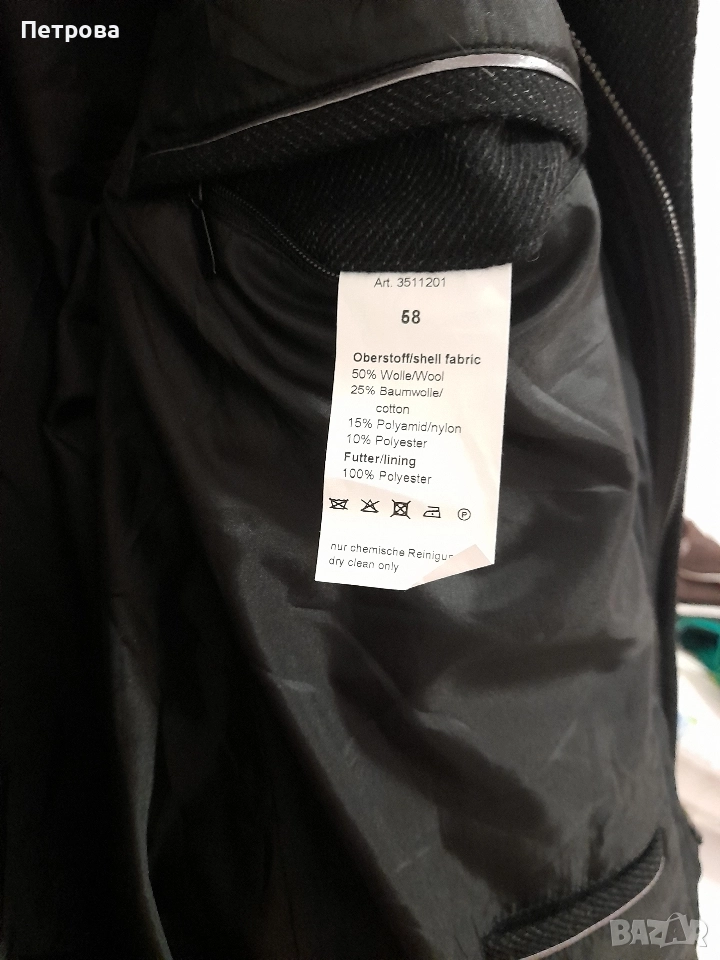 Петрова
Art. 3511201
58
Oberstoff/shell fabric
50% Wolle/Wool
25% Baumwolle/
cotton
15% Polyamid/nylon
10% Polyester
Futter/lining
100% Polyester
P
nur chemische Reinigu
dry clean only
BAZAR